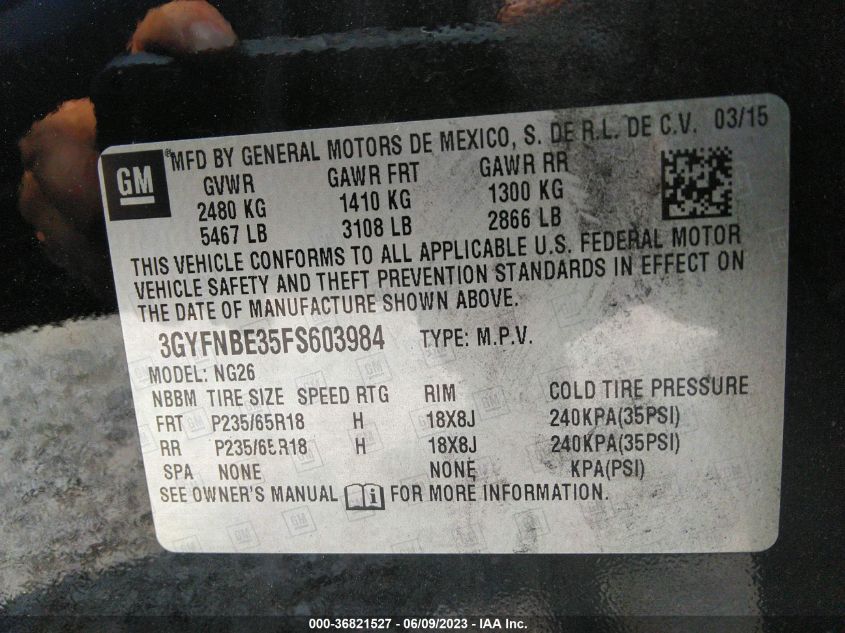 GM
®MFD BY GENERAL MOTORS DE MEXICO, S. DE R.L. DE C.V. 03/15
GVWR GAWR FRT GAWR RR
2480 KG 1410 KG 1300 KG
5467 LB 3108 LB 2866 LB
THIS VEHICLE CONFORMS TO ALL APPLICABLE U.S. FEDERAL MOTOR
VEHICLE SAFETY AND THEFT PREVENTION STANDARDS IN EFFECT ON
THE DATE OF MANUFACTURE SHOWN ABOVE.
3GYFNBE35FS603984 TYPE: M.P.V.
MODEL: NG26
NBBM TIRE SIZE SPEED RTG RIM COLD TIRE PRESSURE
FRT P235/65R18 H 18X8J 240KPA(35PSI)
RR P235/65R18 H 18X8J 240KPA(35PSI)
SPA NONE NONE KPA(PSI)
SEE OWNER'S MANUAL i FOR MORE INFORMATION.
000-36821527 - 06/09/2023 - IAA Inc.